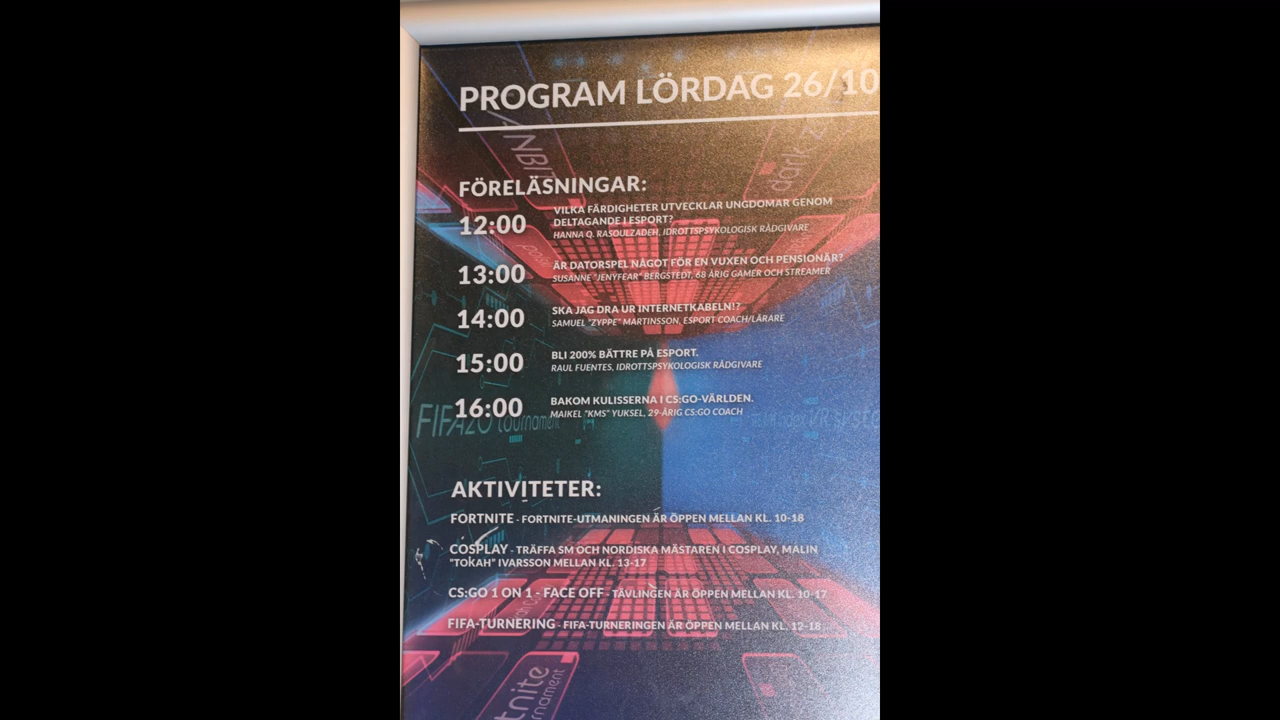 PROGRAM LÖRDAG 26/10
FÖRELÄSNINGAR:
12:00
VILKA FÄRDIGHETER UTVECKLAR UNGDOMAR GENOM
DELTAGANDE I ESPORT?
HANNA Q. RASOULZADEH, IDROTTSPSYKOLOGISK RÅDGIVARE
13:00
ÄR DATORSPEL NÅGOT FÖR EN VUXEN OCH PENSIONÄR?
SUSANNE "JENYFEAR" BERGSTEDT, 68 ÅRIG GAMER OCH STREAMER
14:00
SKA JAG DRA UR INTERNETKABELN!?
SAMUEL "ZYPPE" MARTINSSON, ESPORT COACH/LÄRARE
15:00
BLI 200% BÄTTRE PÅ ESPORT.
RAUL FUENTES, IDROTTSPSYKOLOGISK RÅDGIVARE
16:00
BAKOM KULISSERNA I CS:GO-VÄRLDEN.
MAIKEL "KMS" YUKSEL, 29-ÅRIG CS:GO COACH
FIFA20 tournament
AKTIVITETER:
FORTNITE - FORTNITE-UTMANINGEN ÄR ÖPPEN MELLAN KL. 10-18
COSPLAY - TRÄFFA SM OCH NORDISKA MÄSTAREN I COSPLAY, MALIN
"TOKAH" IVARSSON MELLAN KL. 13-17
CS:GO 1 ON 1 - FACE OFF - TÄVLINGEN ÄR ÖPPEN MELLAN KL. 10-17
FIFA-TURNERING - FIFA-TURNERINGEN ÄR ÖPPEN MELLAN KL. 12-18